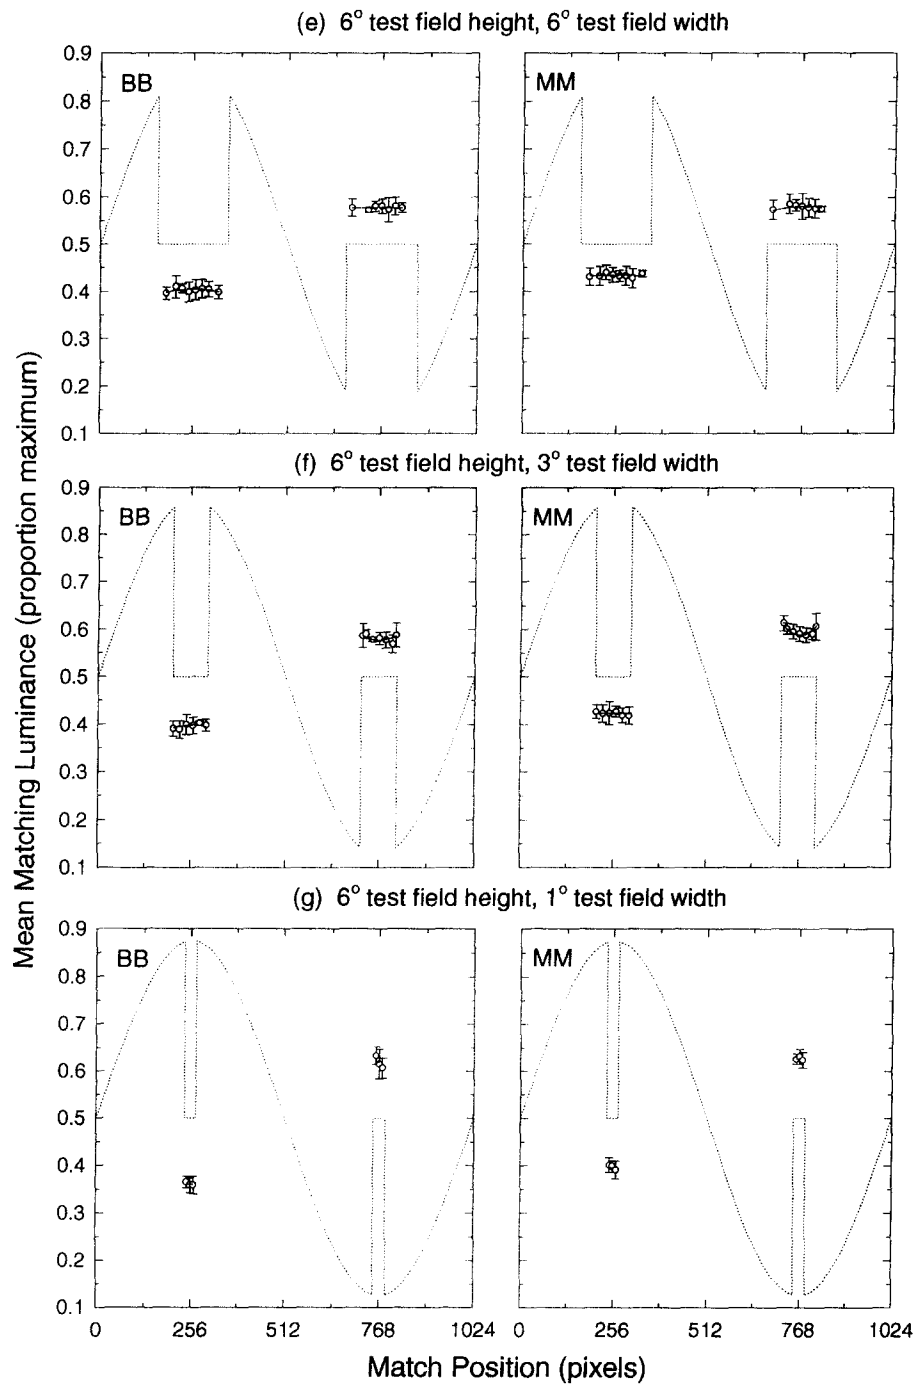 (e) 6° test field height, 6° test field width
BB
MM
0.9
0.8
0.7
0.6
0.5
0.4
0.3
0.2
0.1
(f) 6° test field height, 3° test field width
BB
MM
0.9
0.8
0.7
0.6
0.5
0.4
0.3
0.2
0.1
(g) 6° test field height, 1° test field width
BB
MM
0.9
0.8
0.7
0.6
0.5
0.4
0.3
0.2
0.1
0 256 512 768 1024
0 256 512 768 1024
Mean Matching Luminance (proportion maximum)
Match Position (pixels)